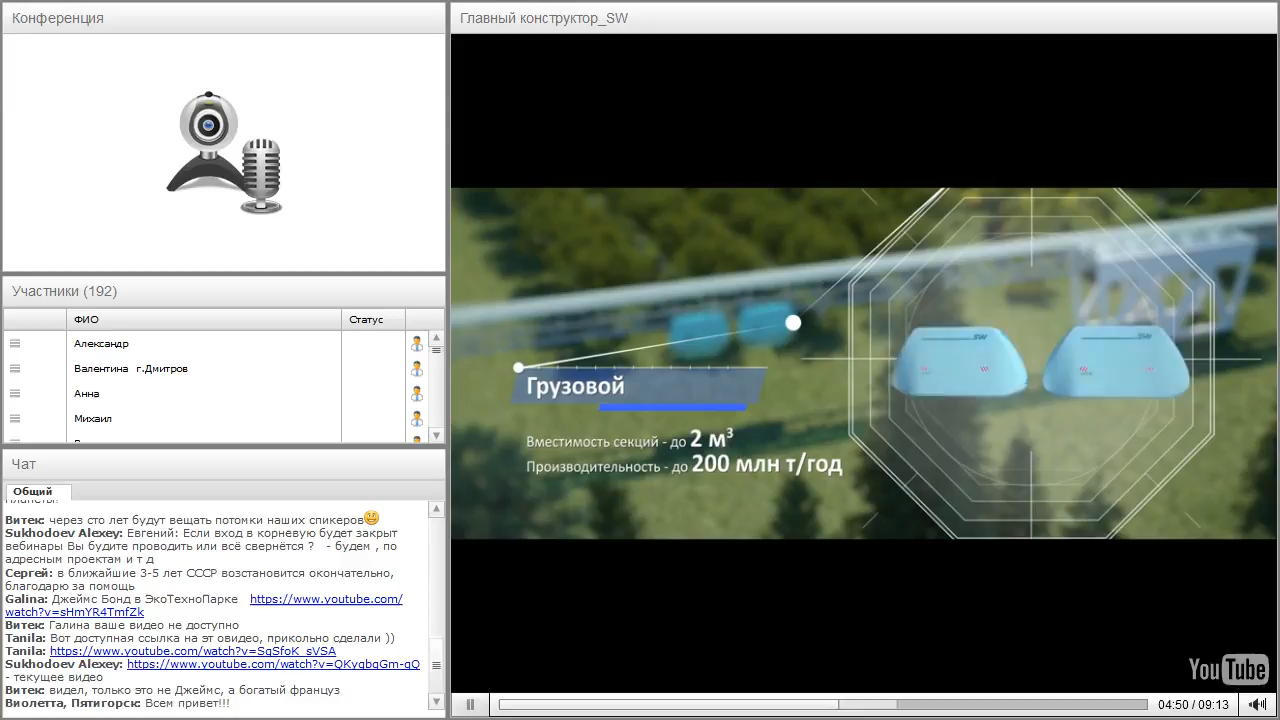 Конференция
Главный конструктор_SW
Участники (192)
ФИО
Статус
Александр
Валентина г.Дмитров
Анна
Михаил
Чат
Общий
Витек: через сто лет будут вещать потомки наших спикеров
Sukhodoev Alexey: Евгений: Если вход в корневую будет закрыт
вебинары Вы будите проводить или всё свернётся ? - будем , по
адресным проектам и т д
Сергей: в ближайшие 3-5 лет СССР возстановится окончательно,
благодарю за помощь
Galina: Джеймс Бонд в ЭкоТехноПарке https://www.youtube.com/
watch?v=sHmYR4TmfZk
Витек: Галина ваше видео не доступно
Tanila: Вот доступная ссылка на эт овидео, прикольно сделали ))
Tanila: https://www.youtube.com/watch?v=SgSfoK_sVSA
Sukhodoev Alexey: https://www.youtube.com/watch?v=QKygbgGm-gQ
- текущее видео
Витек: видел, только это не Джеймс, а богатый француз
Виолетта, Пятигорск: Всем привет!!!
Грузовой
Вместимость секций - до 2 м³
Производительность - до 200 млн т/год
SW
SW
YouTube
04:50 / 09:13